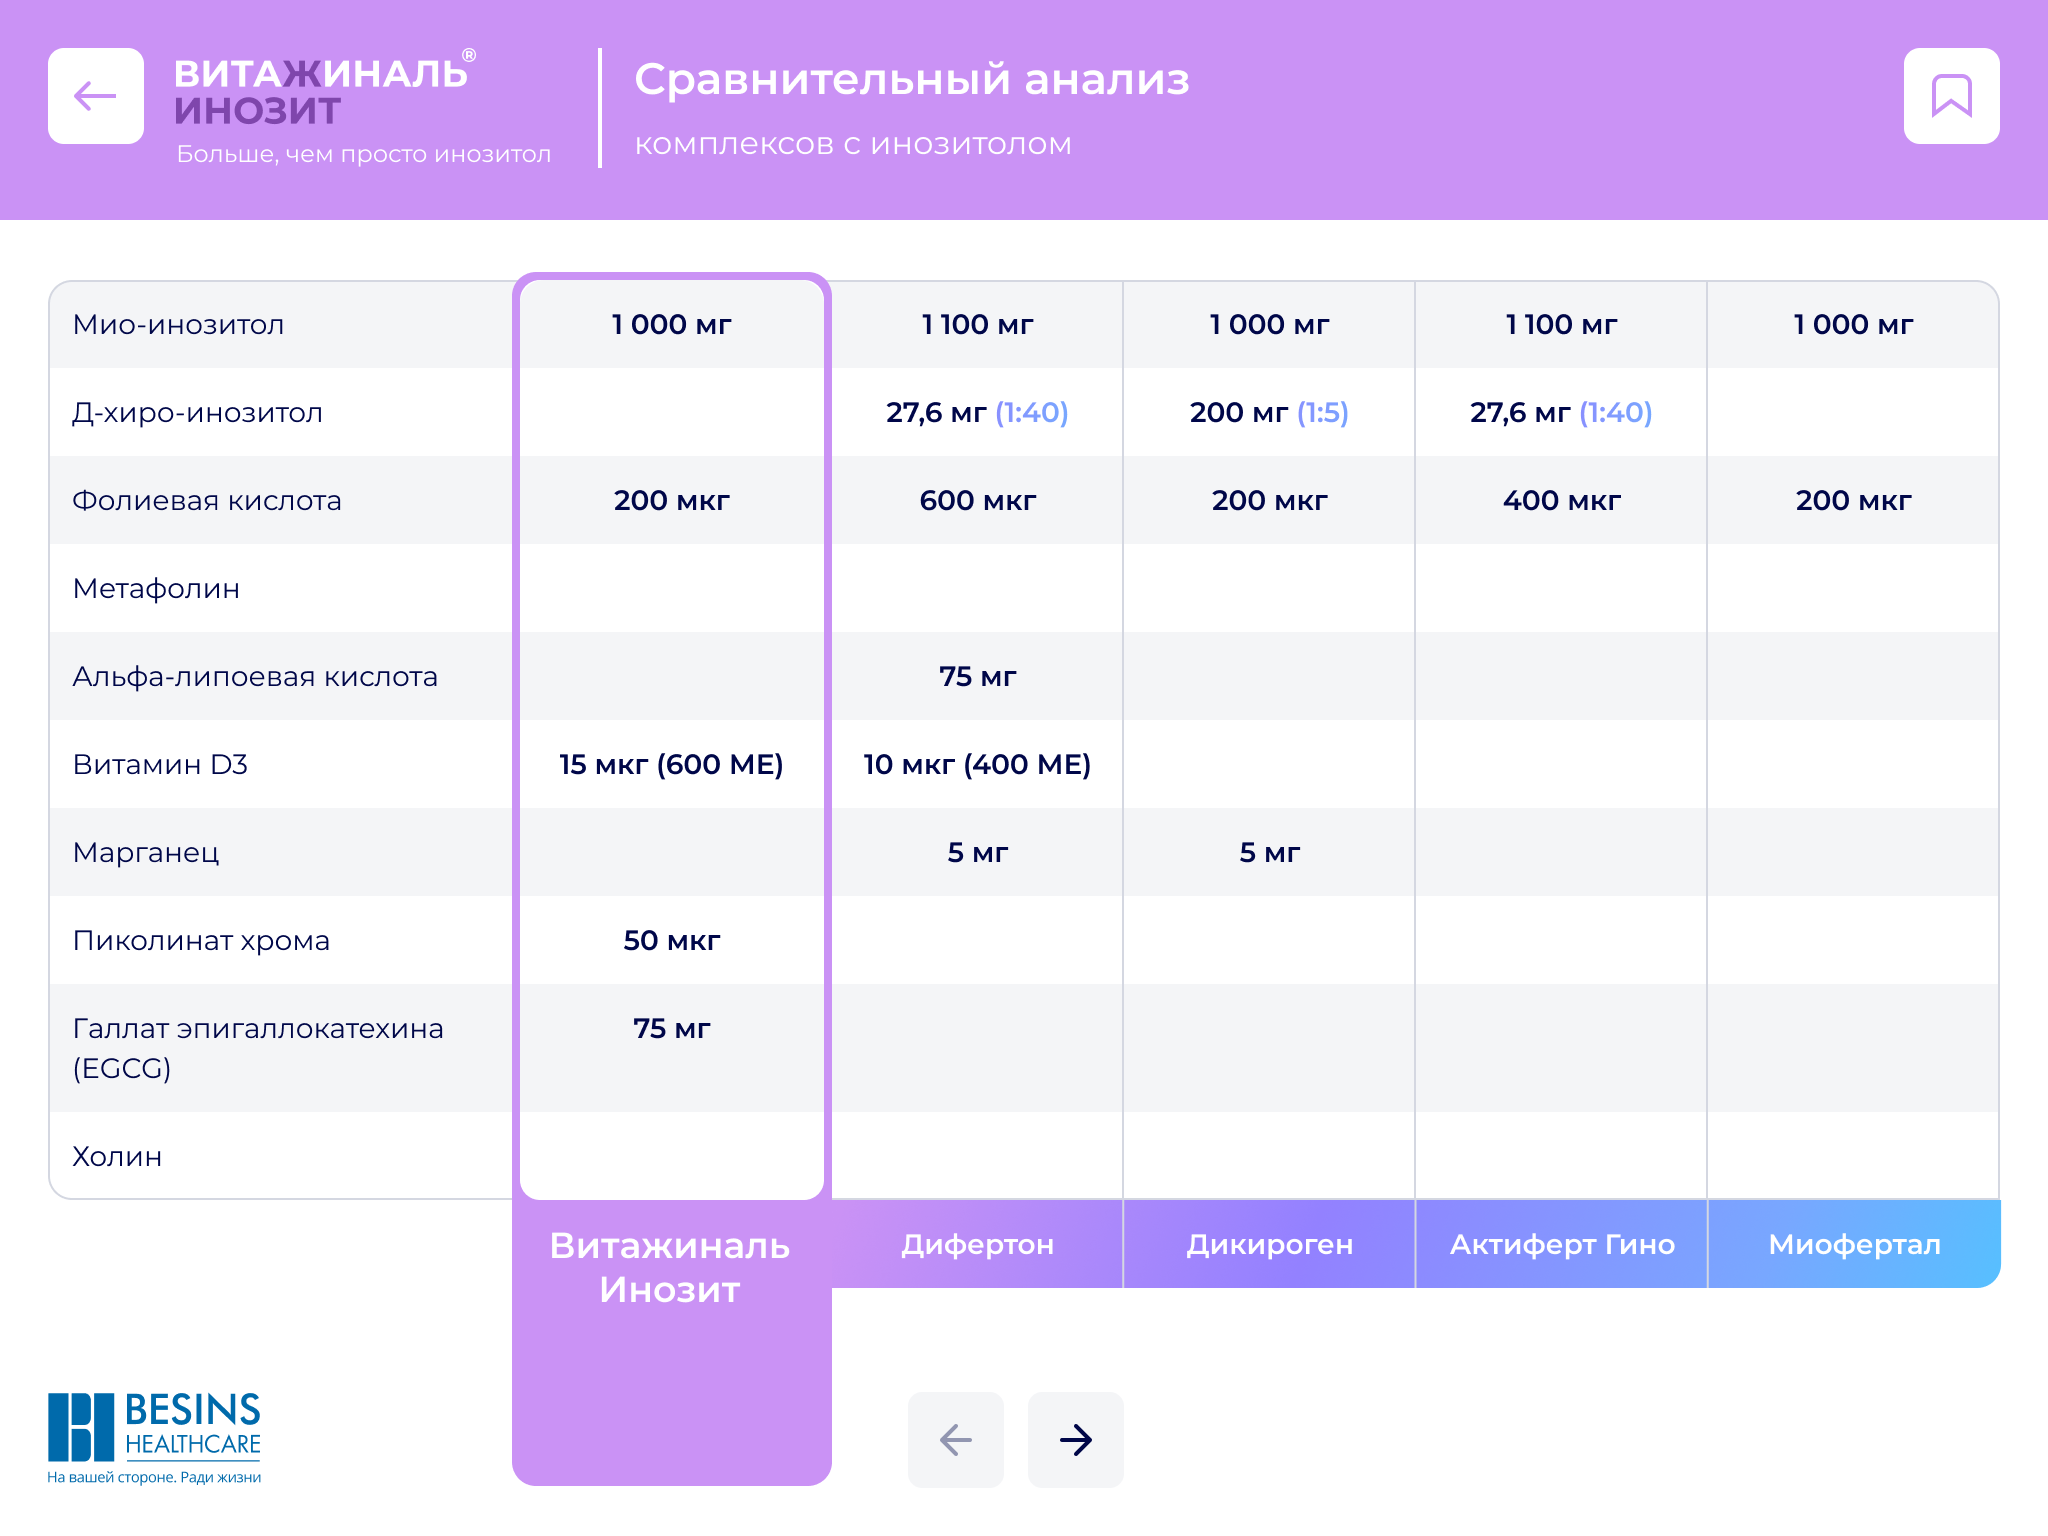 ВИТАЖИНАЛЬ®
ИНОЗИТ
Больше, чем просто инозитол
Сравнительный анализ
комплексов с инозитолом
Мио-инозитол 1 000 мг 1 100 мг 1 000 мг 1 100 мг 1 000 мг
Д-хиро-инозитол 27,6 мг (1:40) 200 мг (1:5) 27,6 мг (1:40)
Фолиевая кислота 200 мкг 600 мкг 200 мкг 400 мкг 200 мкг
Метафолин
Альфа-липоевая кислота 75 мг
Витамин D3 15 мкг (600 МЕ) 10 мкг (400 МЕ)
Марганец 5 мг 5 мг
Пиколинат хрома 50 мкг
Галлат эпигаллокатехина 75 мг
(EGCG)
Холин
Витажиналь Дифертон Дикироген Актиферт Гино Миофертал
Инозит
BESINS
HEALTHCARE
На вашей стороне. Ради жизни